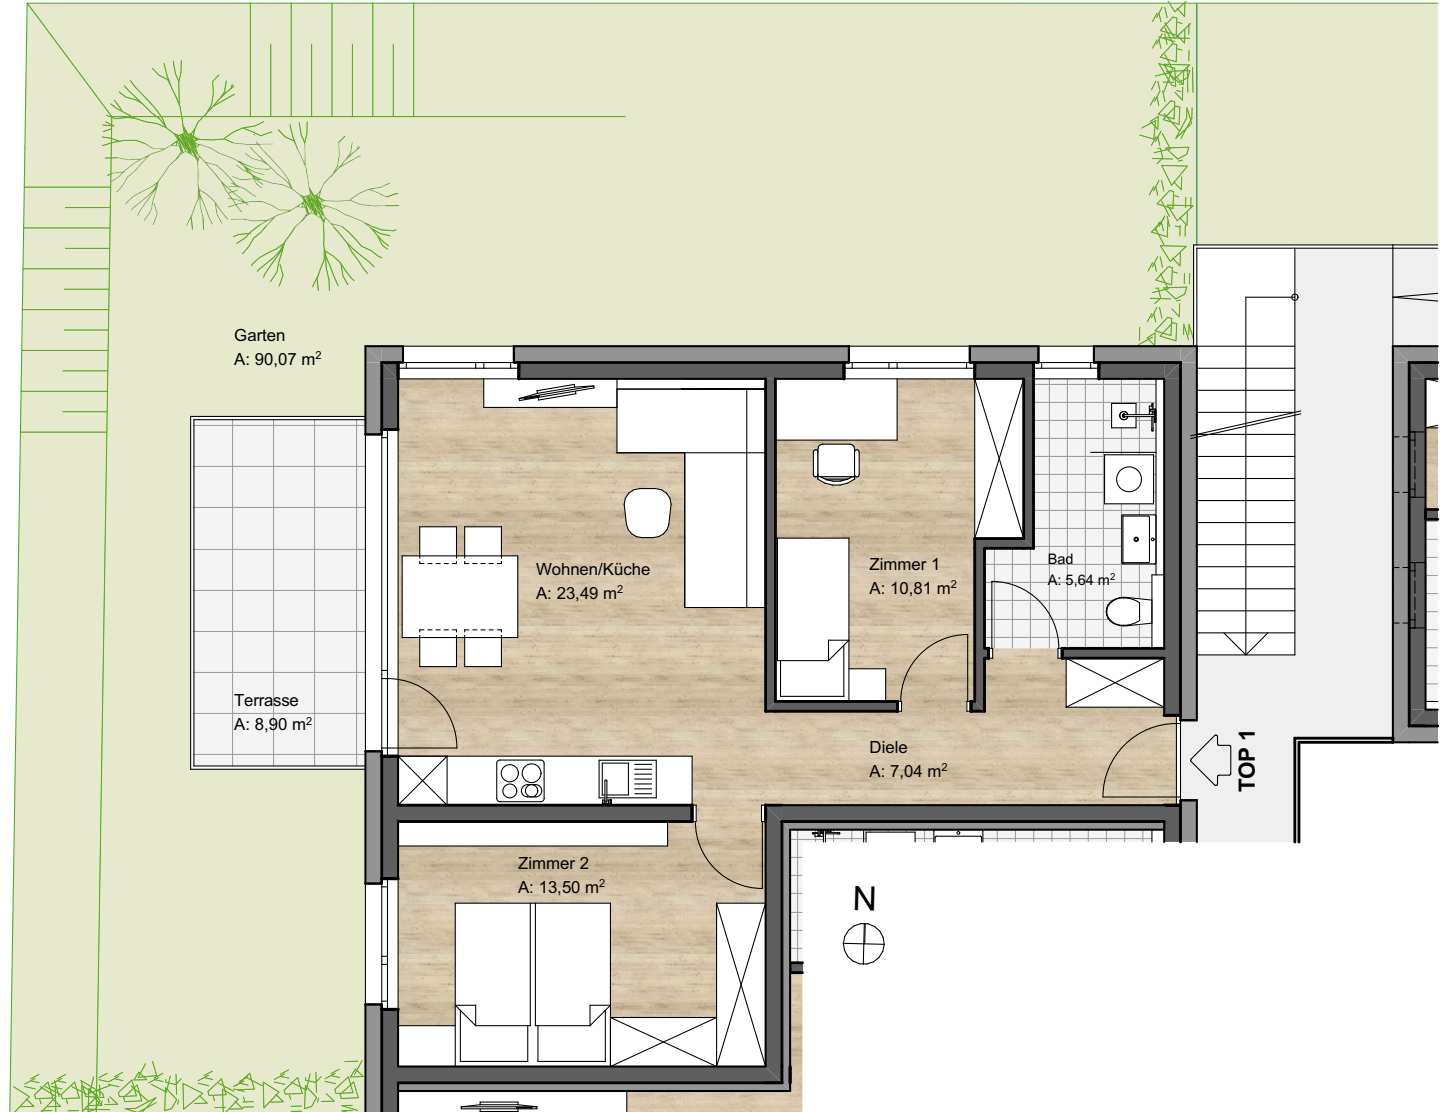 Garten
A: 90,07 m²
Wohnen/Küche
A: 23,49 m²
Zimmer 1
A: 10,81 m²
Bad
A: 5,64 m²
Terrasse
A: 8,90 m²
Diele
A: 7,04 m²
TOP 1
Zimmer 2
A: 13,50 m²
N